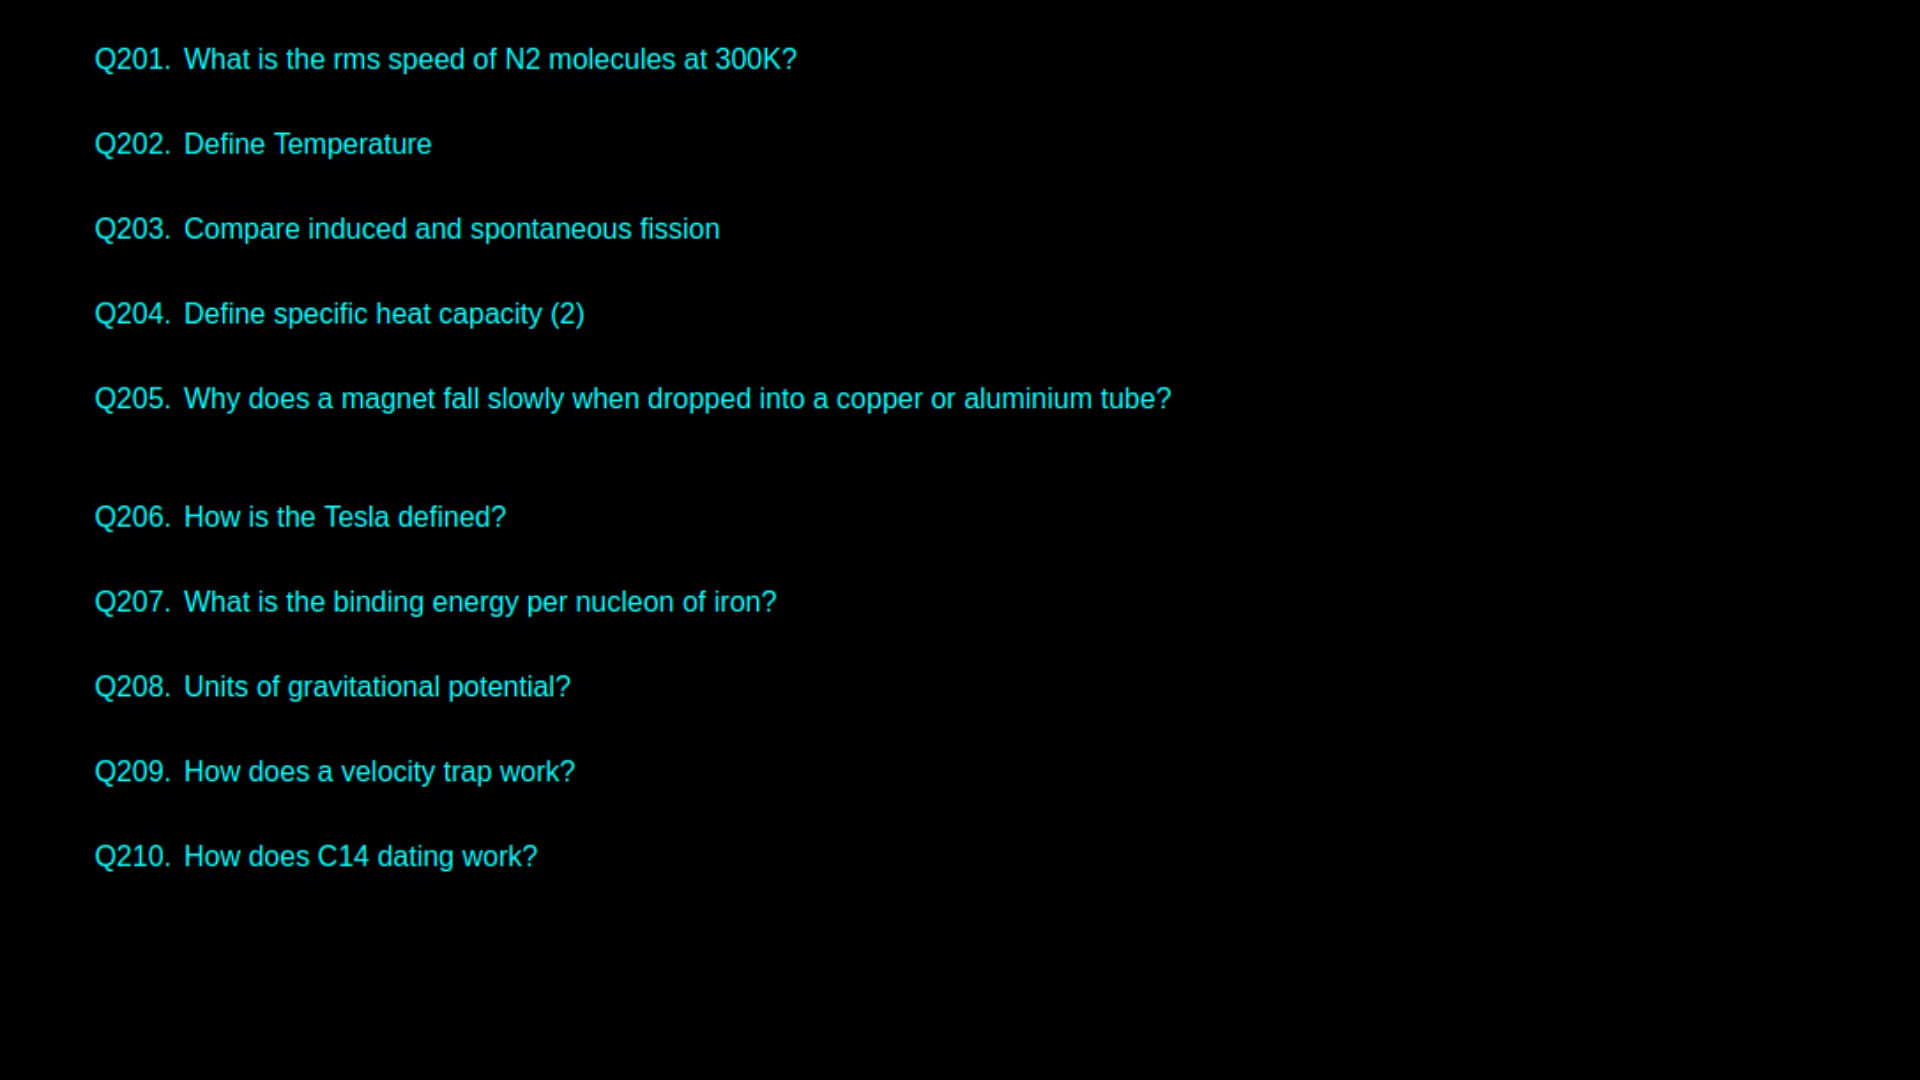 Q201. What is the rms speed of N2 molecules at 300K?
Q202. Define Temperature
Q203. Compare induced and spontaneous fission
Q204. Define specific heat capacity (2)
Q205. Why does a magnet fall slowly when dropped into a copper or aluminium tube?
Q206. How is the Tesla defined?
Q207. What is the binding energy per nucleon of iron?
Q208. Units of gravitational potential?
Q209. How does a velocity trap work?
Q210. How does C14 dating work?